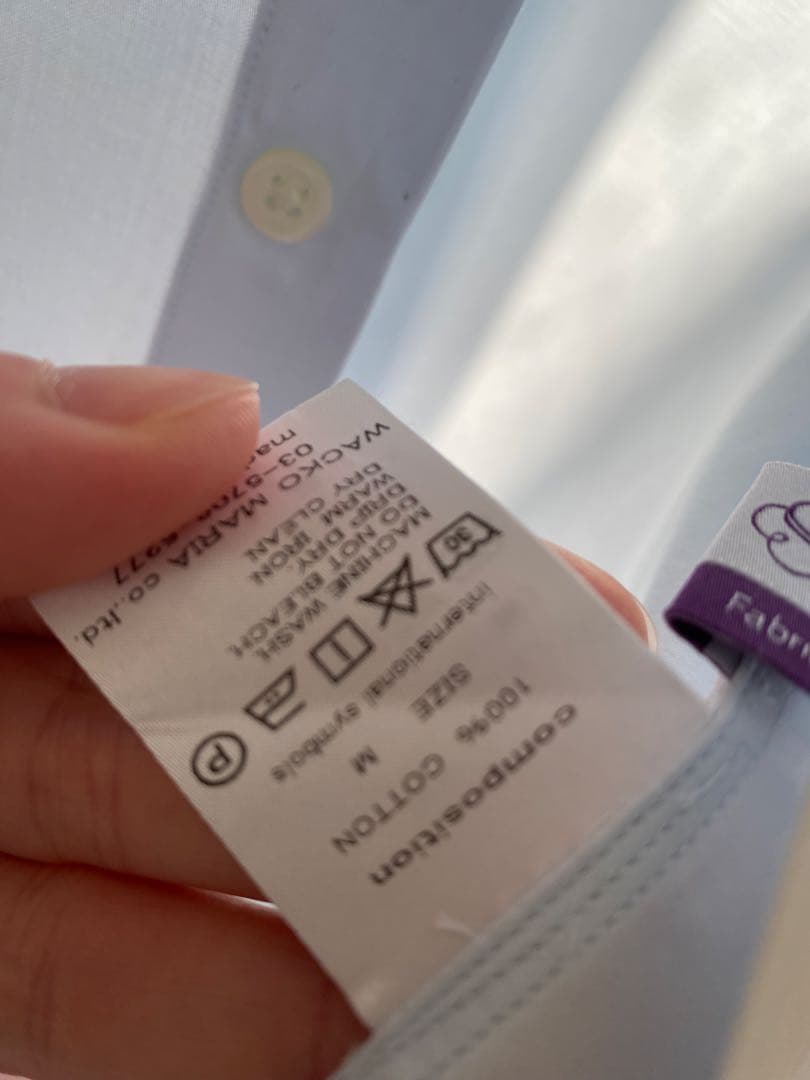 composition
100% COTTON
SIZE M
international symbols
30
P
MACHINE WASH
DO NOT BLEACH
DRIP DRY
WARM IRON
DRY CLEAN
WACKO MARIA co.,ltd.
Fabri